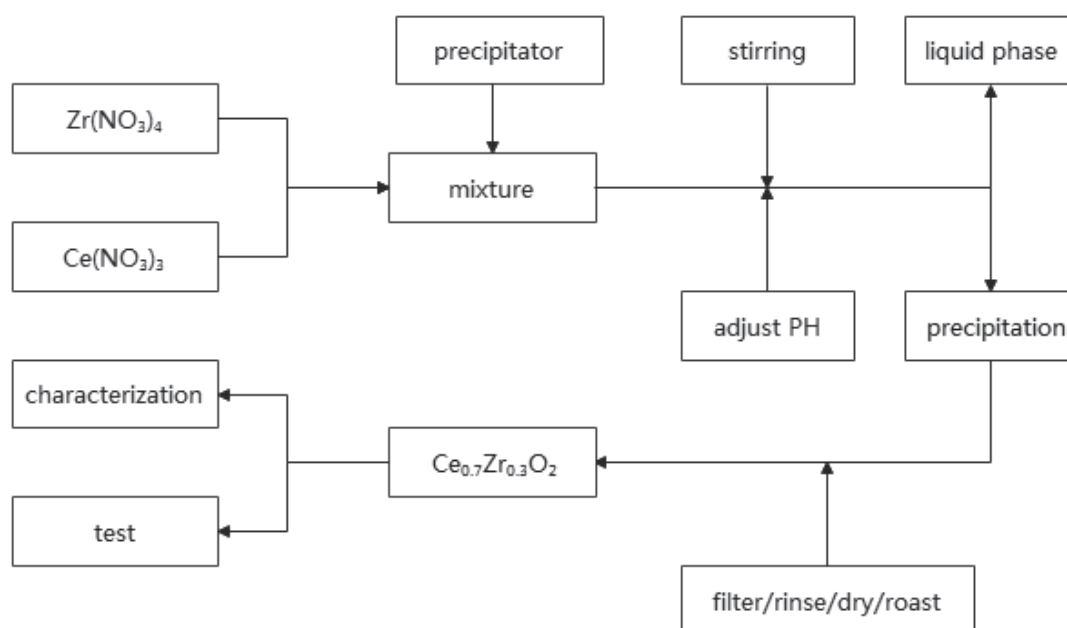 precipitator
stirring
liquid phase
Zr(NO₃)₄
mixture
Ce(NO₃)₃
adjust PH
precipitation
characterization
Ce₀.₇Zr₀.₃O₂
test
filter/rinse/dry/roast